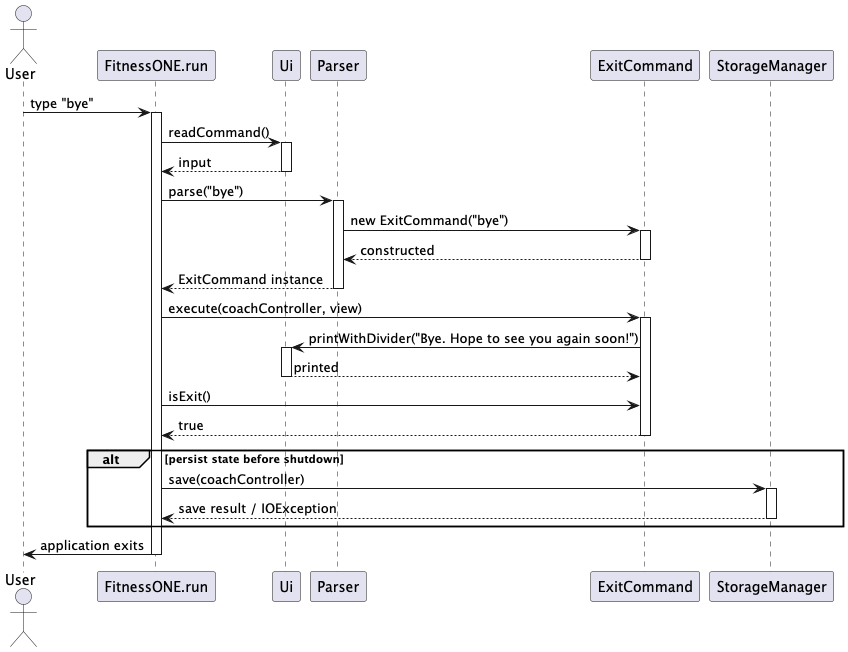 User
FitnessONE.run
Ui
Parser
ExitCommand
StorageManager
type "bye"
readCommand()
input
parse("bye")
new ExitCommand("bye")
constructed
ExitCommand instance
execute(coachController, view)
printWithDivider("Bye. Hope to see you again soon!")
printed
isExit()
true
alt
[persist state before shutdown]
save(coachController)
save result / IOException
application exits
User
FitnessONE.run
Ui
Parser
ExitCommand
StorageManager